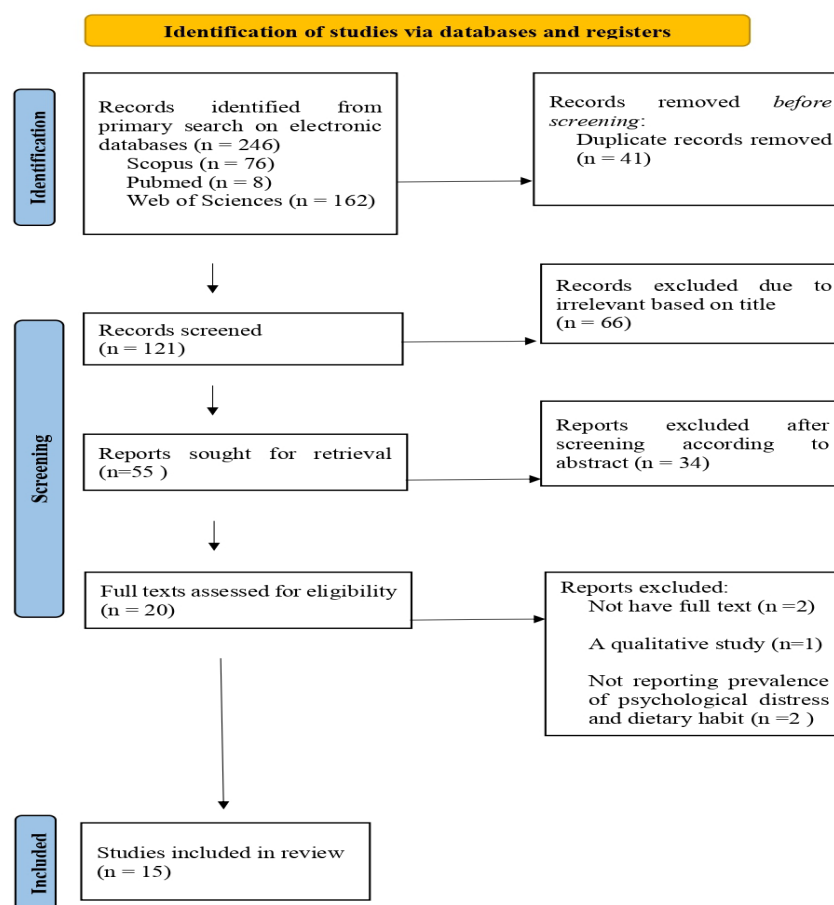 Identification of studies via databases and registers
Identification
Records identified from
primary search on electronic
databases (n = 246)
Scopus (n = 76)
Pubmed (n = 8)
Web of Sciences (n = 162)
Records removed before
screening:
Duplicate records removed
(n = 41)
Screening
Records screened
(n = 121)
Records excluded due to
irrelevant based on title
(n = 66)
Reports sought for retrieval
(n=55 )
Reports excluded after
screening according to
abstract (n = 34)
Full texts assessed for eligibility
(n = 20)
Reports excluded:
Not have full text (n =2)
A qualitative study (n=1)
Not reporting prevalence
of psychological distress
and dietary habit (n =2 )
Included
Studies included in review
(n = 15)